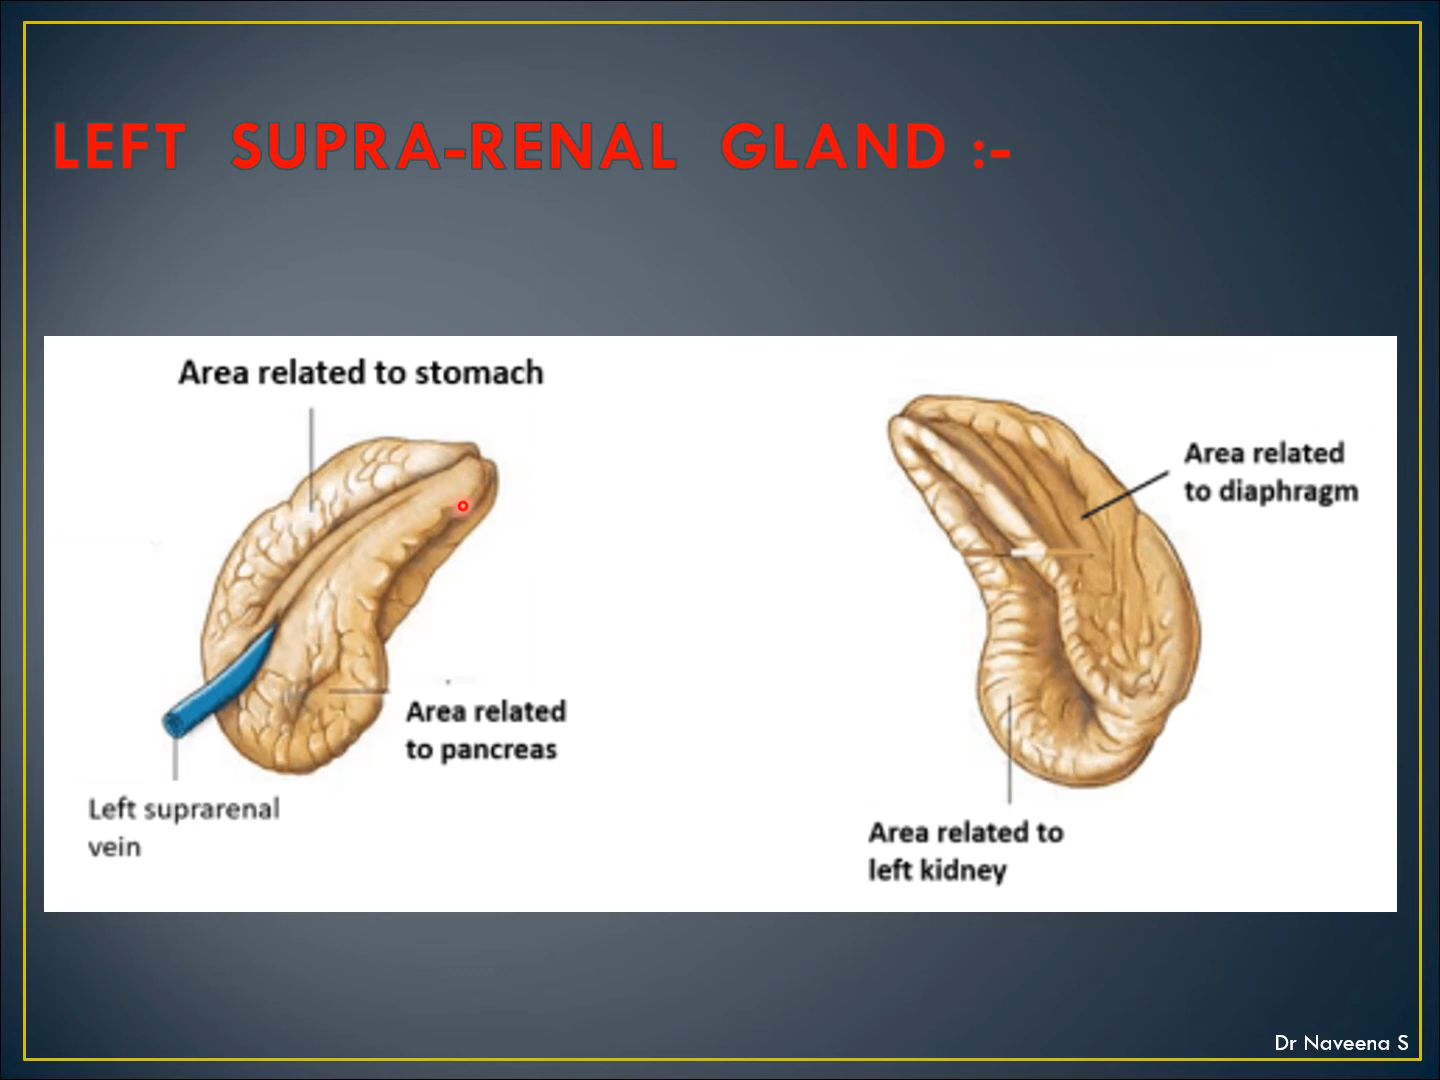 LEFT SUPRA-RENAL GLAND :-
Area related to stomach
Area related
to pancreas
Left suprarenal
vein
Area related
to diaphragm
Area related to
left kidney
Dr Naveena S